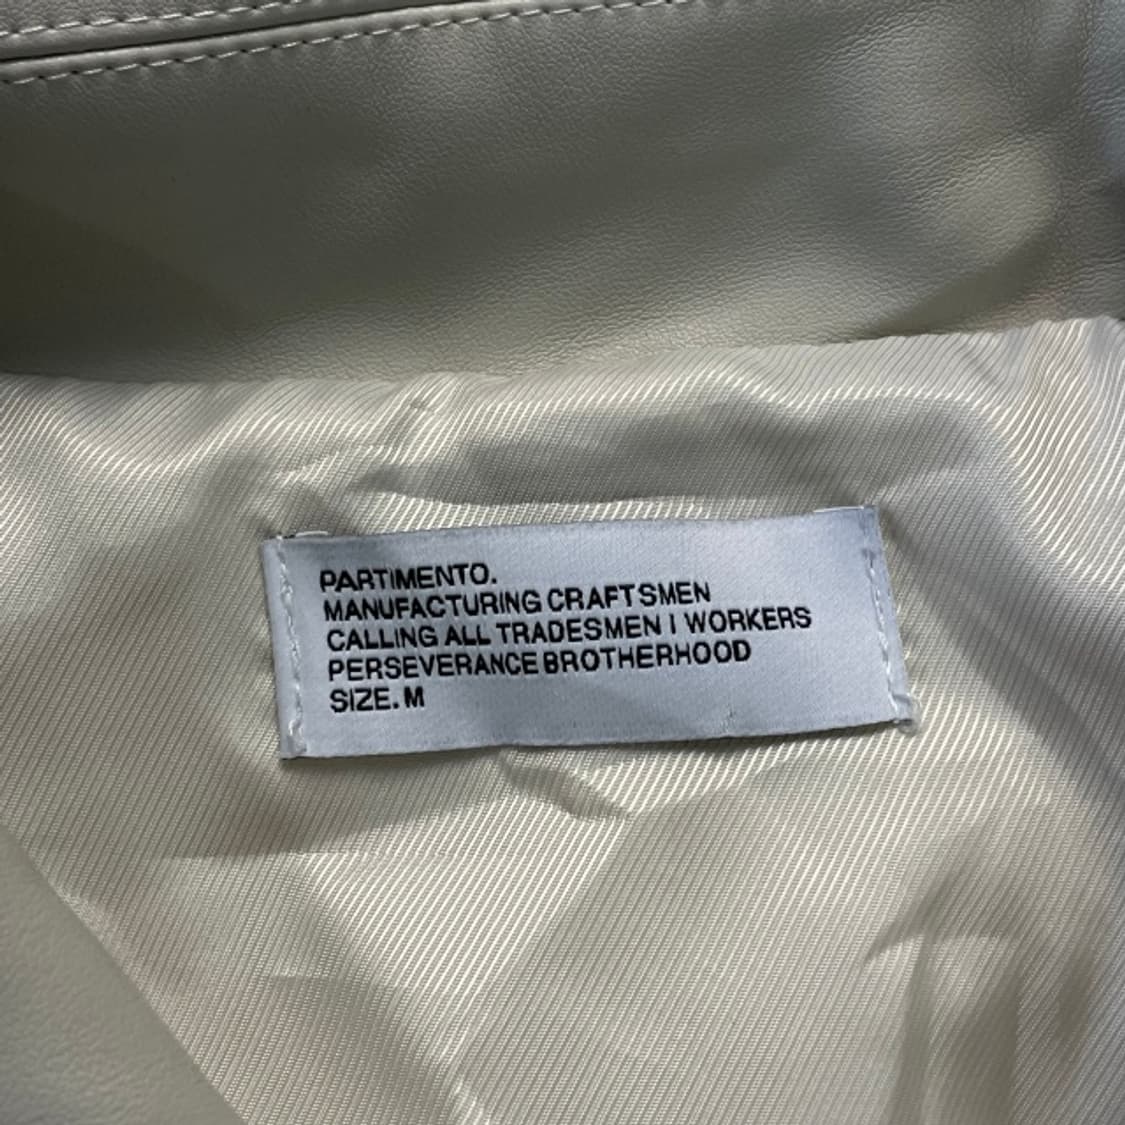 PARTIMENTO.
MANUFACTURING CRAFTSMEN
CALLING ALL TRADESMEN I WORKERS
PERSEVERANCE BROTHERHOOD
SIZE. M